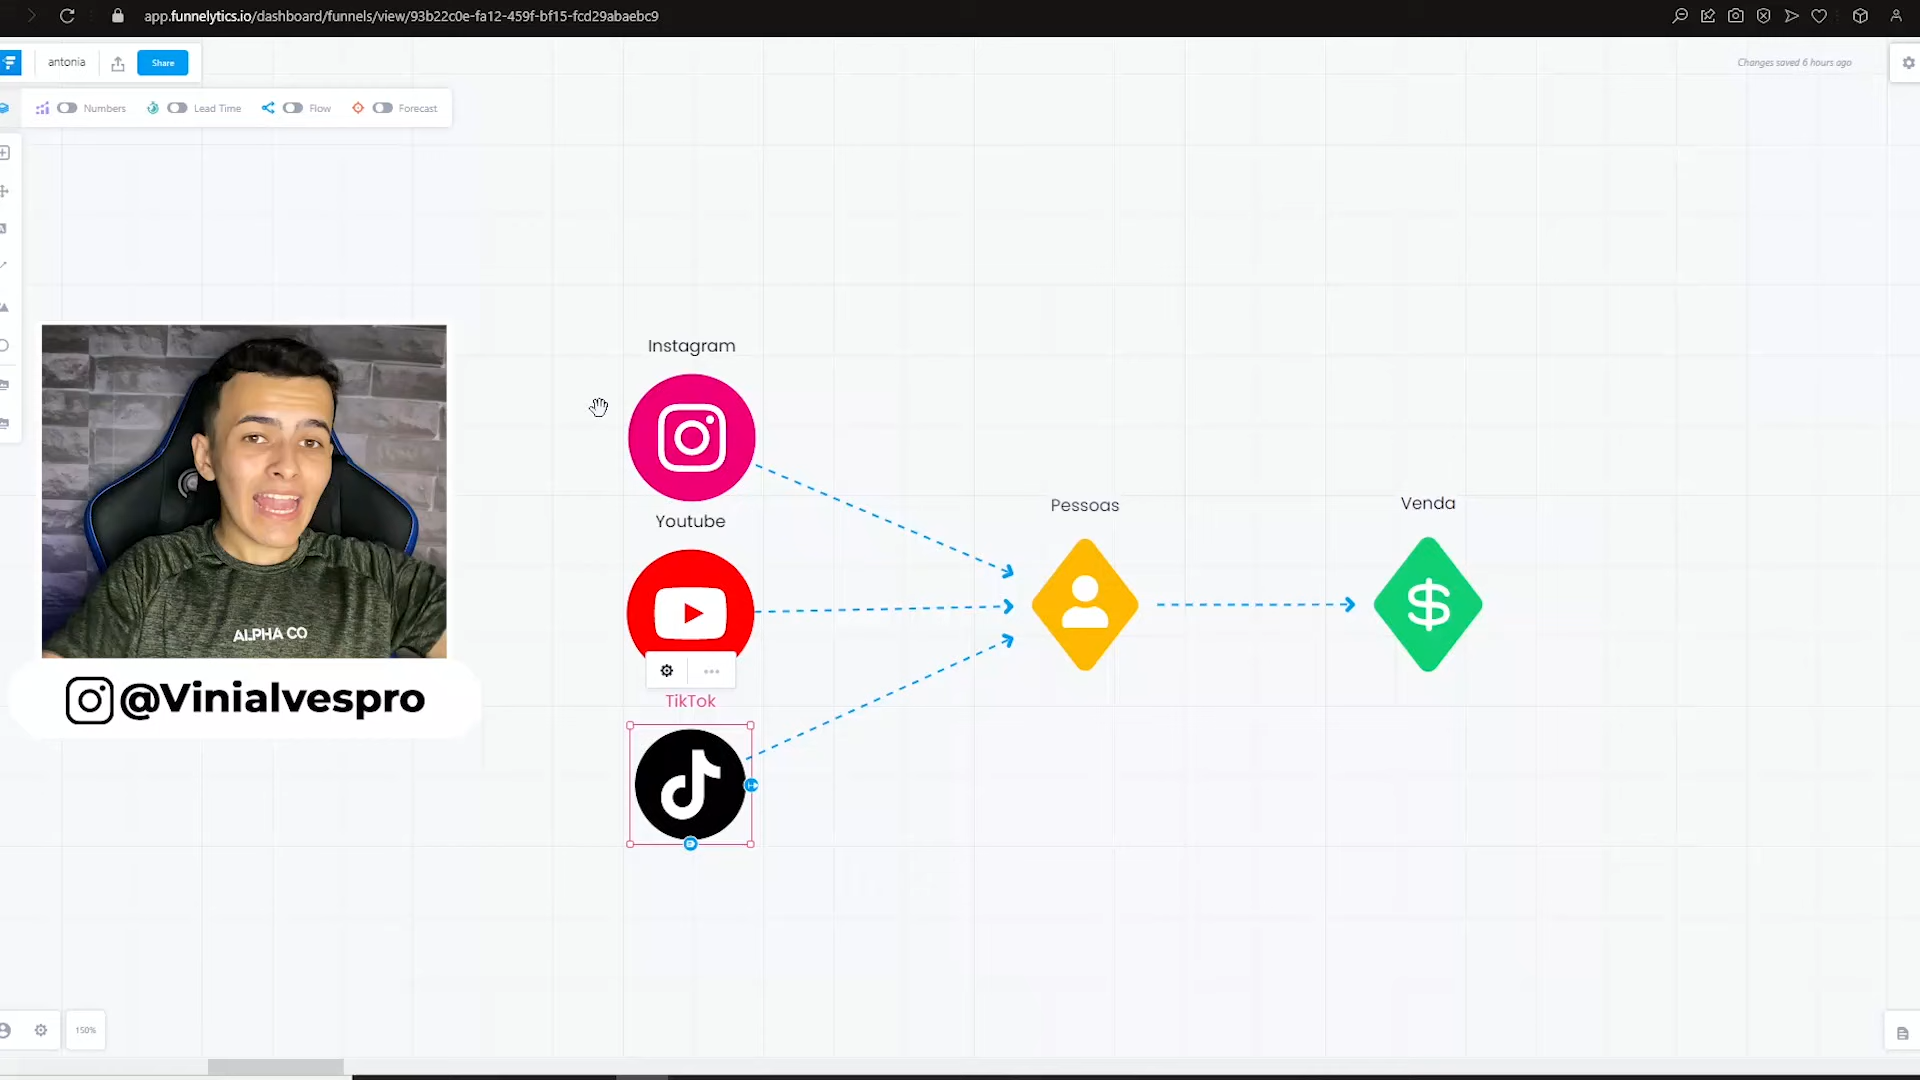 app.funnelytics.io/dashboard/funnels/view/93b22c0e-fa12-459f-bf15-fcd29abaebc9
antonia
Share
Changes saved 6 hours ago
Numbers
Lead Time
Flow
Forecast
Instagram
Youtube
Pessoas
Venda
ALPHA CO
@Vinialvespro
TikTok
150%